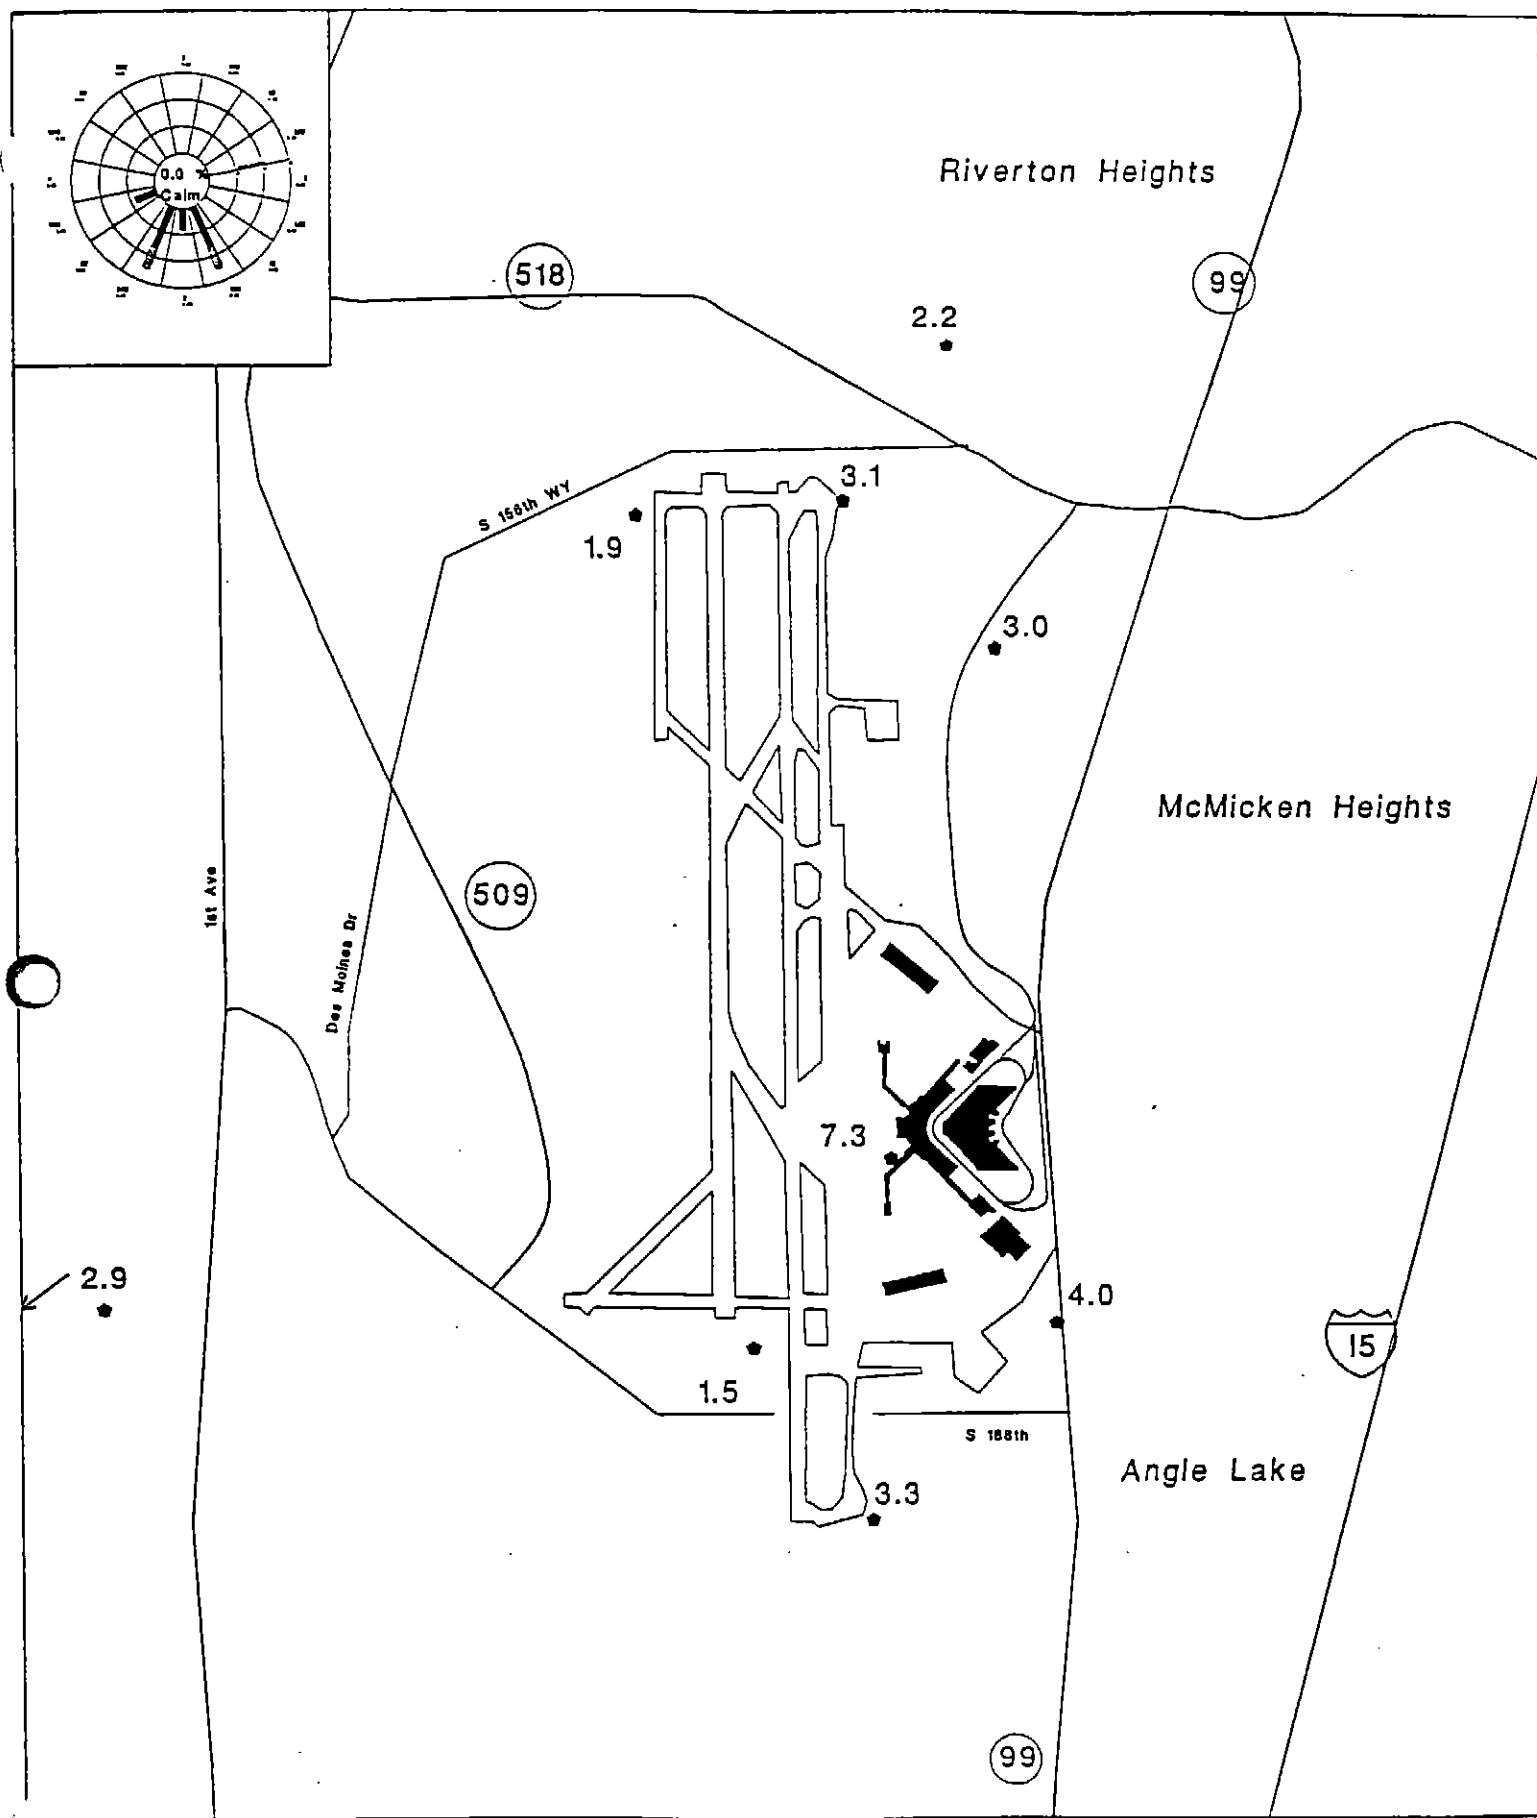 0.0 %
Calm
Riverton Heights
518
99
2.2
3.1
S 156th WY
1.9
3.0
McMicken Heights
1st Ave
509
Des Moines Dr
7.3
2.9
4.0
15
1.5
S 188th
Angle Lake
3.3
99